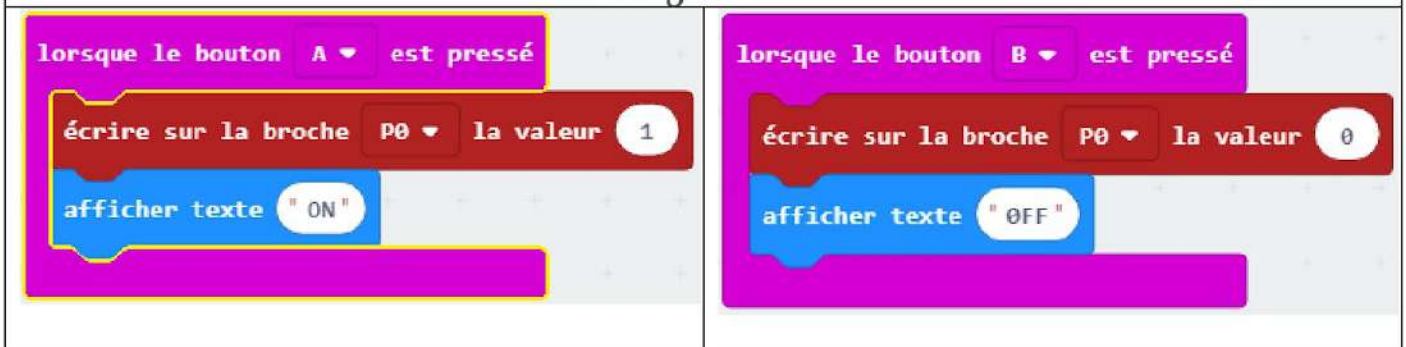 lorsque le bouton A est pressé
écrire sur la broche P0 la valeur 1
afficher texte "ON"
lorsque le bouton B est pressé
écrire sur la broche P0 la valeur 0
afficher texte "OFF"